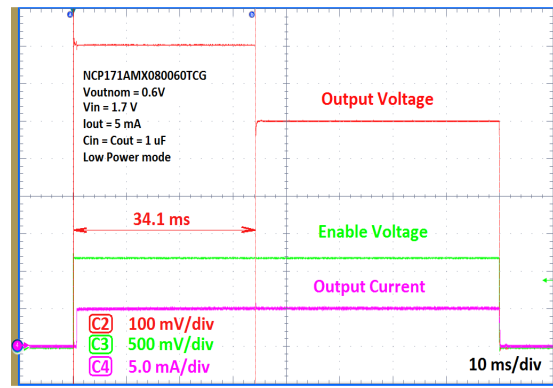 NCP171AMX080060TCG
Voutnom = 0.6V
Vin = 1.7 V
Iout = 5 mA
Cin = Cout = 1 uF
Low Power mode
Output Voltage
34.1 ms
Enable Voltage
Output Current
C2 100 mV/div
C3 500 mV/div
C4 5.0 mA/div
10 ms/div